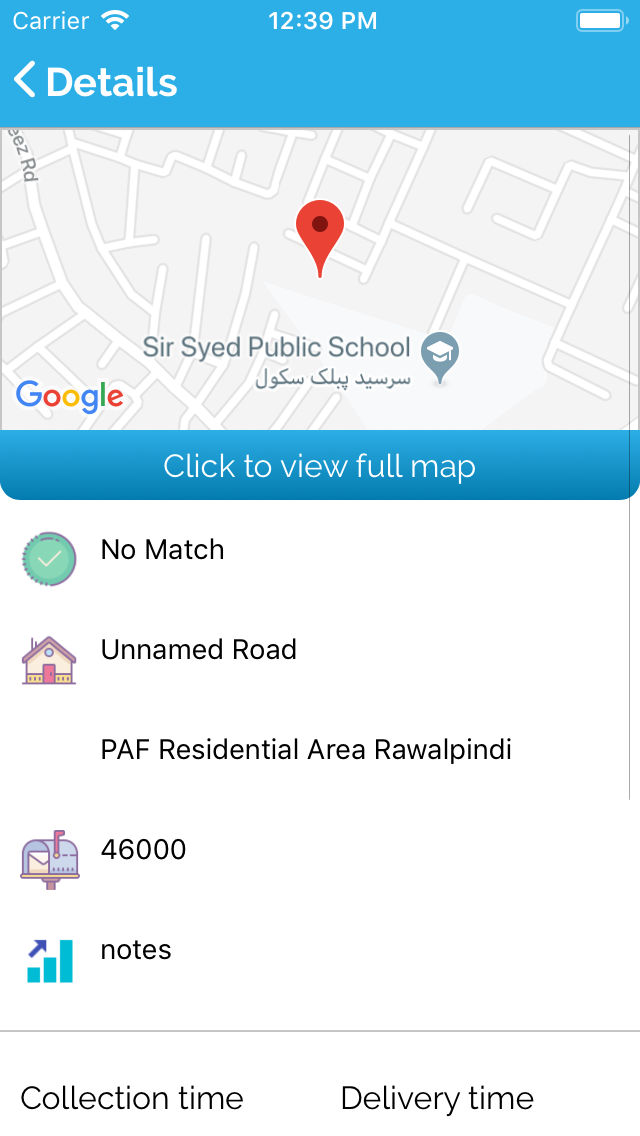 Carrier 12:39 PM
Details
eez Rd
Sir Syed Public School
سرسید پبلک سکول
Google
Click to view full map
No Match
Unnamed Road
PAF Residential Area Rawalpindi
46000
notes
Collection time Delivery time